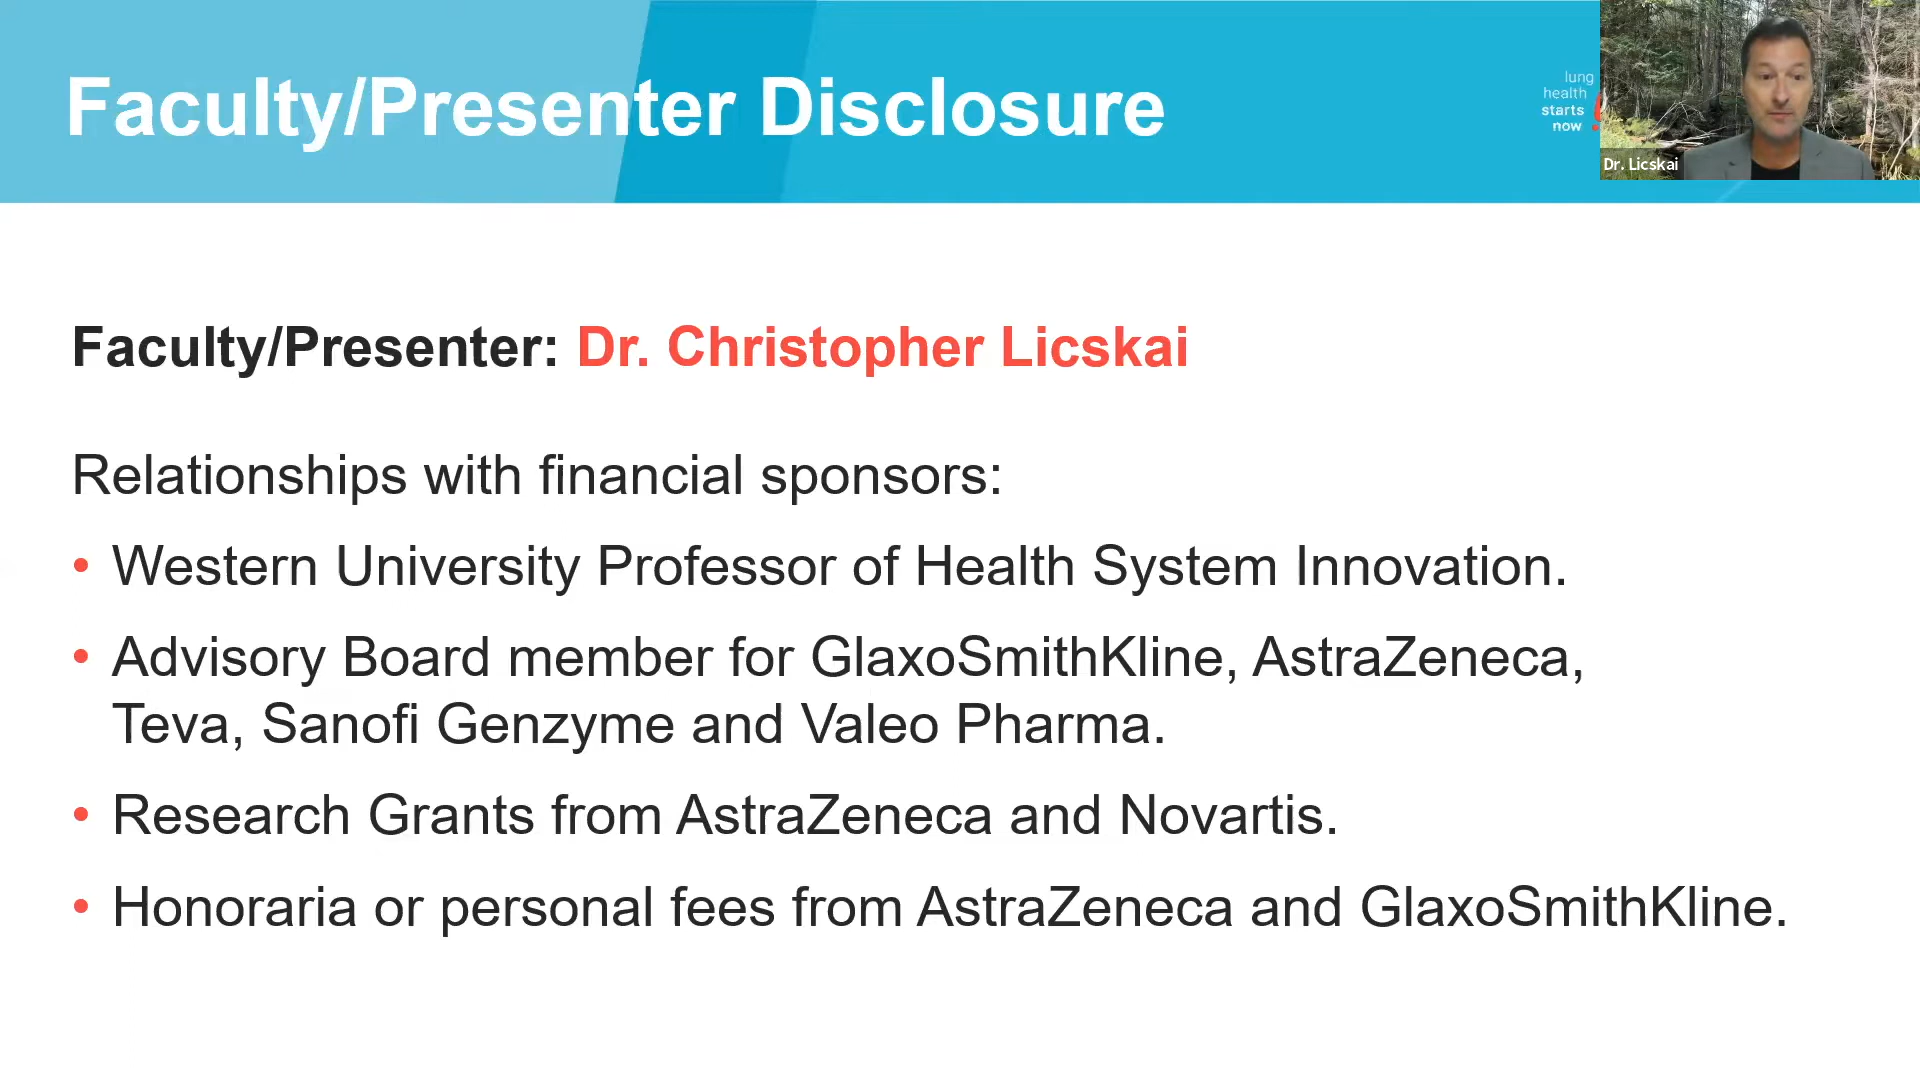 Faculty/Presenter Disclosure
lung
health
starts
now
Dr. Licskai
Faculty/Presenter: Dr. Christopher Licskai
Relationships with financial sponsors:
• Western University Professor of Health System Innovation.
• Advisory Board member for GlaxoSmithKline, AstraZeneca,
Teva, Sanofi Genzyme and Valeo Pharma.
• Research Grants from AstraZeneca and Novartis.
• Honoraria or personal fees from AstraZeneca and GlaxoSmithKline.